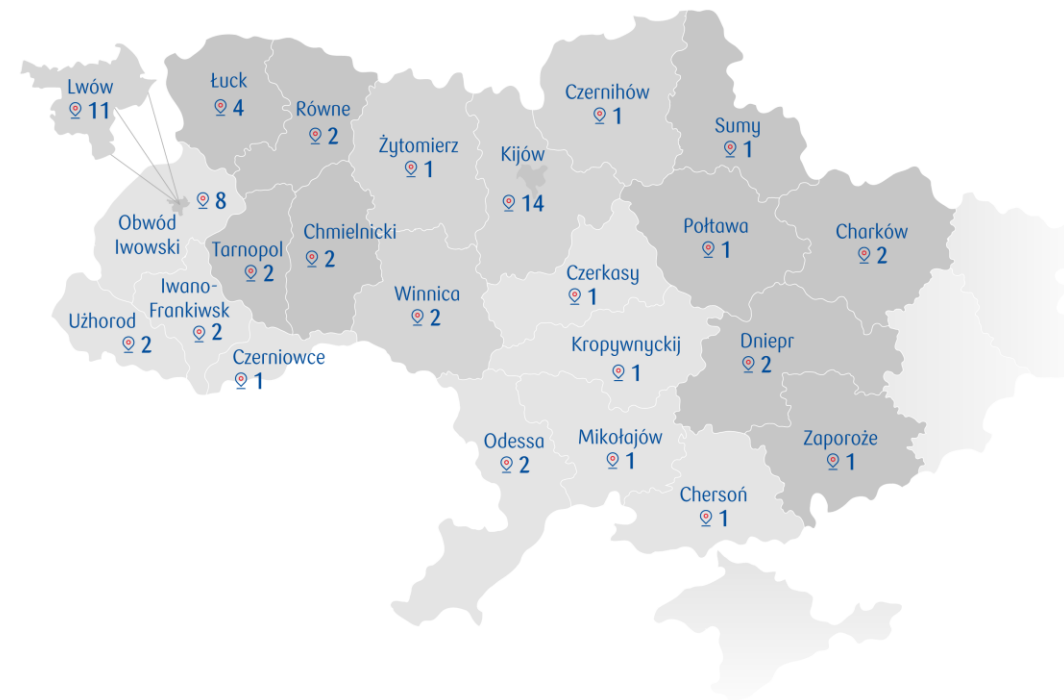 Lwów
11
Łuck
4
Równe
2
Żytomierz
1
Kijów
14
Czernihów
1
Sumy
1
8
Obwód
lwowski
Tarnopol
2
Chmielnicki
2
Winnica
2
Czerkasy
1
Połtawa
1
Charków
2
Iwano-
Frankiwsk
2
Użhorod
2
Czerniowce
1
Kropywnyckij
1
Dniepr
2
Odessa
2
Mikołajów
1
Zaporoże
1
Chersoń
1